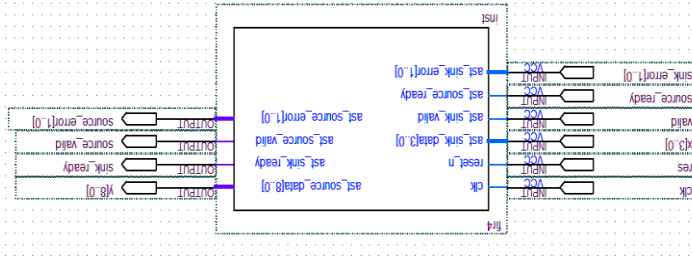 fir4
clk INPUT VCC clk ast_source_data[8..0] OUTPUT y[8..0]
res INPUT VCC reset_n ast_sink_ready OUTPUT sink_ready
x[3..0] INPUT VCC ast_sink_data[3..0] ast_source_valid OUTPUT source_valid
valid INPUT VCC ast_sink_valid ast_source_error[1..0] OUTPUT source_error[1..0]
source_ready INPUT VCC ast_source_ready
sink_error[1..0] INPUT VCC ast_sink_error[1..0]
inst